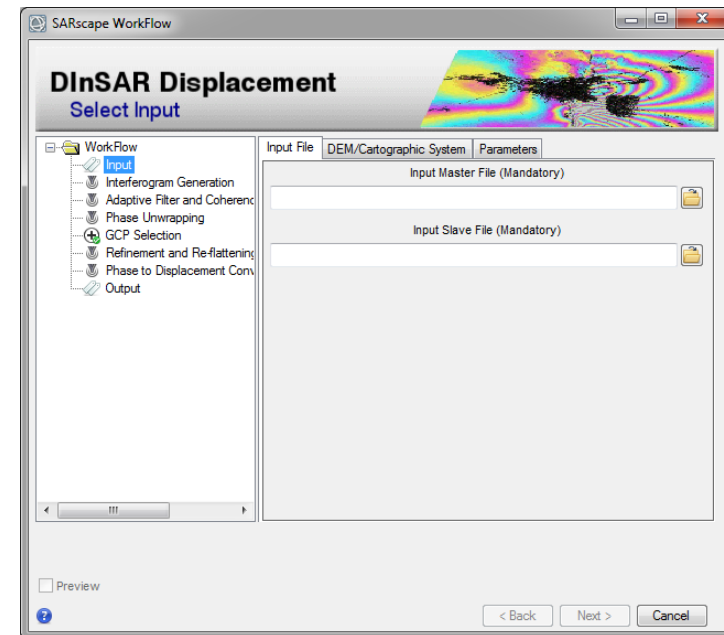 SARscape WorkFlow
DInSAR Displacement
Select Input
WorkFlow
Input
Interferogram Generation
Adaptive Filter and Coherenc
Phase Unwrapping
GCP Selection
Refinement and Re-flattening
Phase to Displacement Conv
Output
Input File
DEM/Cartographic System
Parameters
Input Master File (Mandatory)
Input Slave File (Mandatory)
Preview
?
< Back
Next >
Cancel